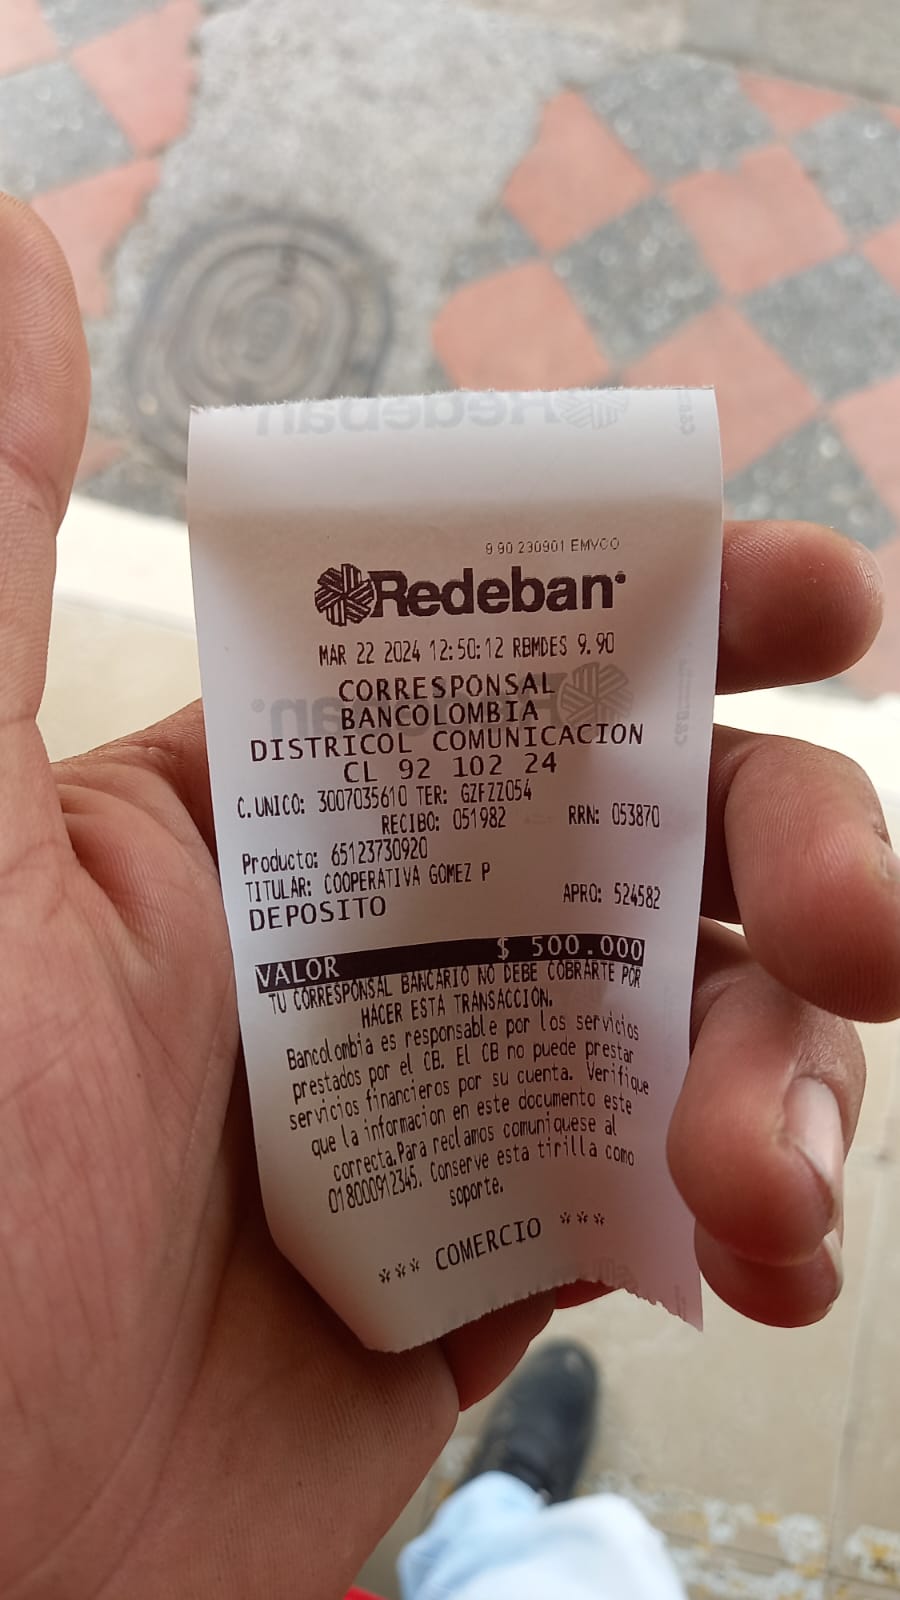 9 90 230901 EMVCO
Redeban
MAR 22 2024 12:50:12 RBMDES 9.90
CORRESPONSAL
BANCOLOMBIA
DISTRICOL COMUNICACION
CL 92 102 24
C.UNICO: 3007035610 TER: GZFZZ054
RECIBO: 051982 RRN: 053870
Producto: 65123730920
TITULAR: COOPERATIVA GOMEZ P
DEPOSITO APRO: 524582
VALOR $ 500.000
TU CORRESPONSAL BANCARIO NO DEBE COBRARTE POR
HACER ESTA TRANSACCIÓN.
Bancolombia es responsable por los servicios
prestados por el CB. El CB no puede prestar
servicios financieros por su cuenta. Verifique
que la informacion en este documento este
correcta.Para reclamos comuniquese al
018000912345. Conserve esta tirilla como
soporte.
*** COMERCIO ***